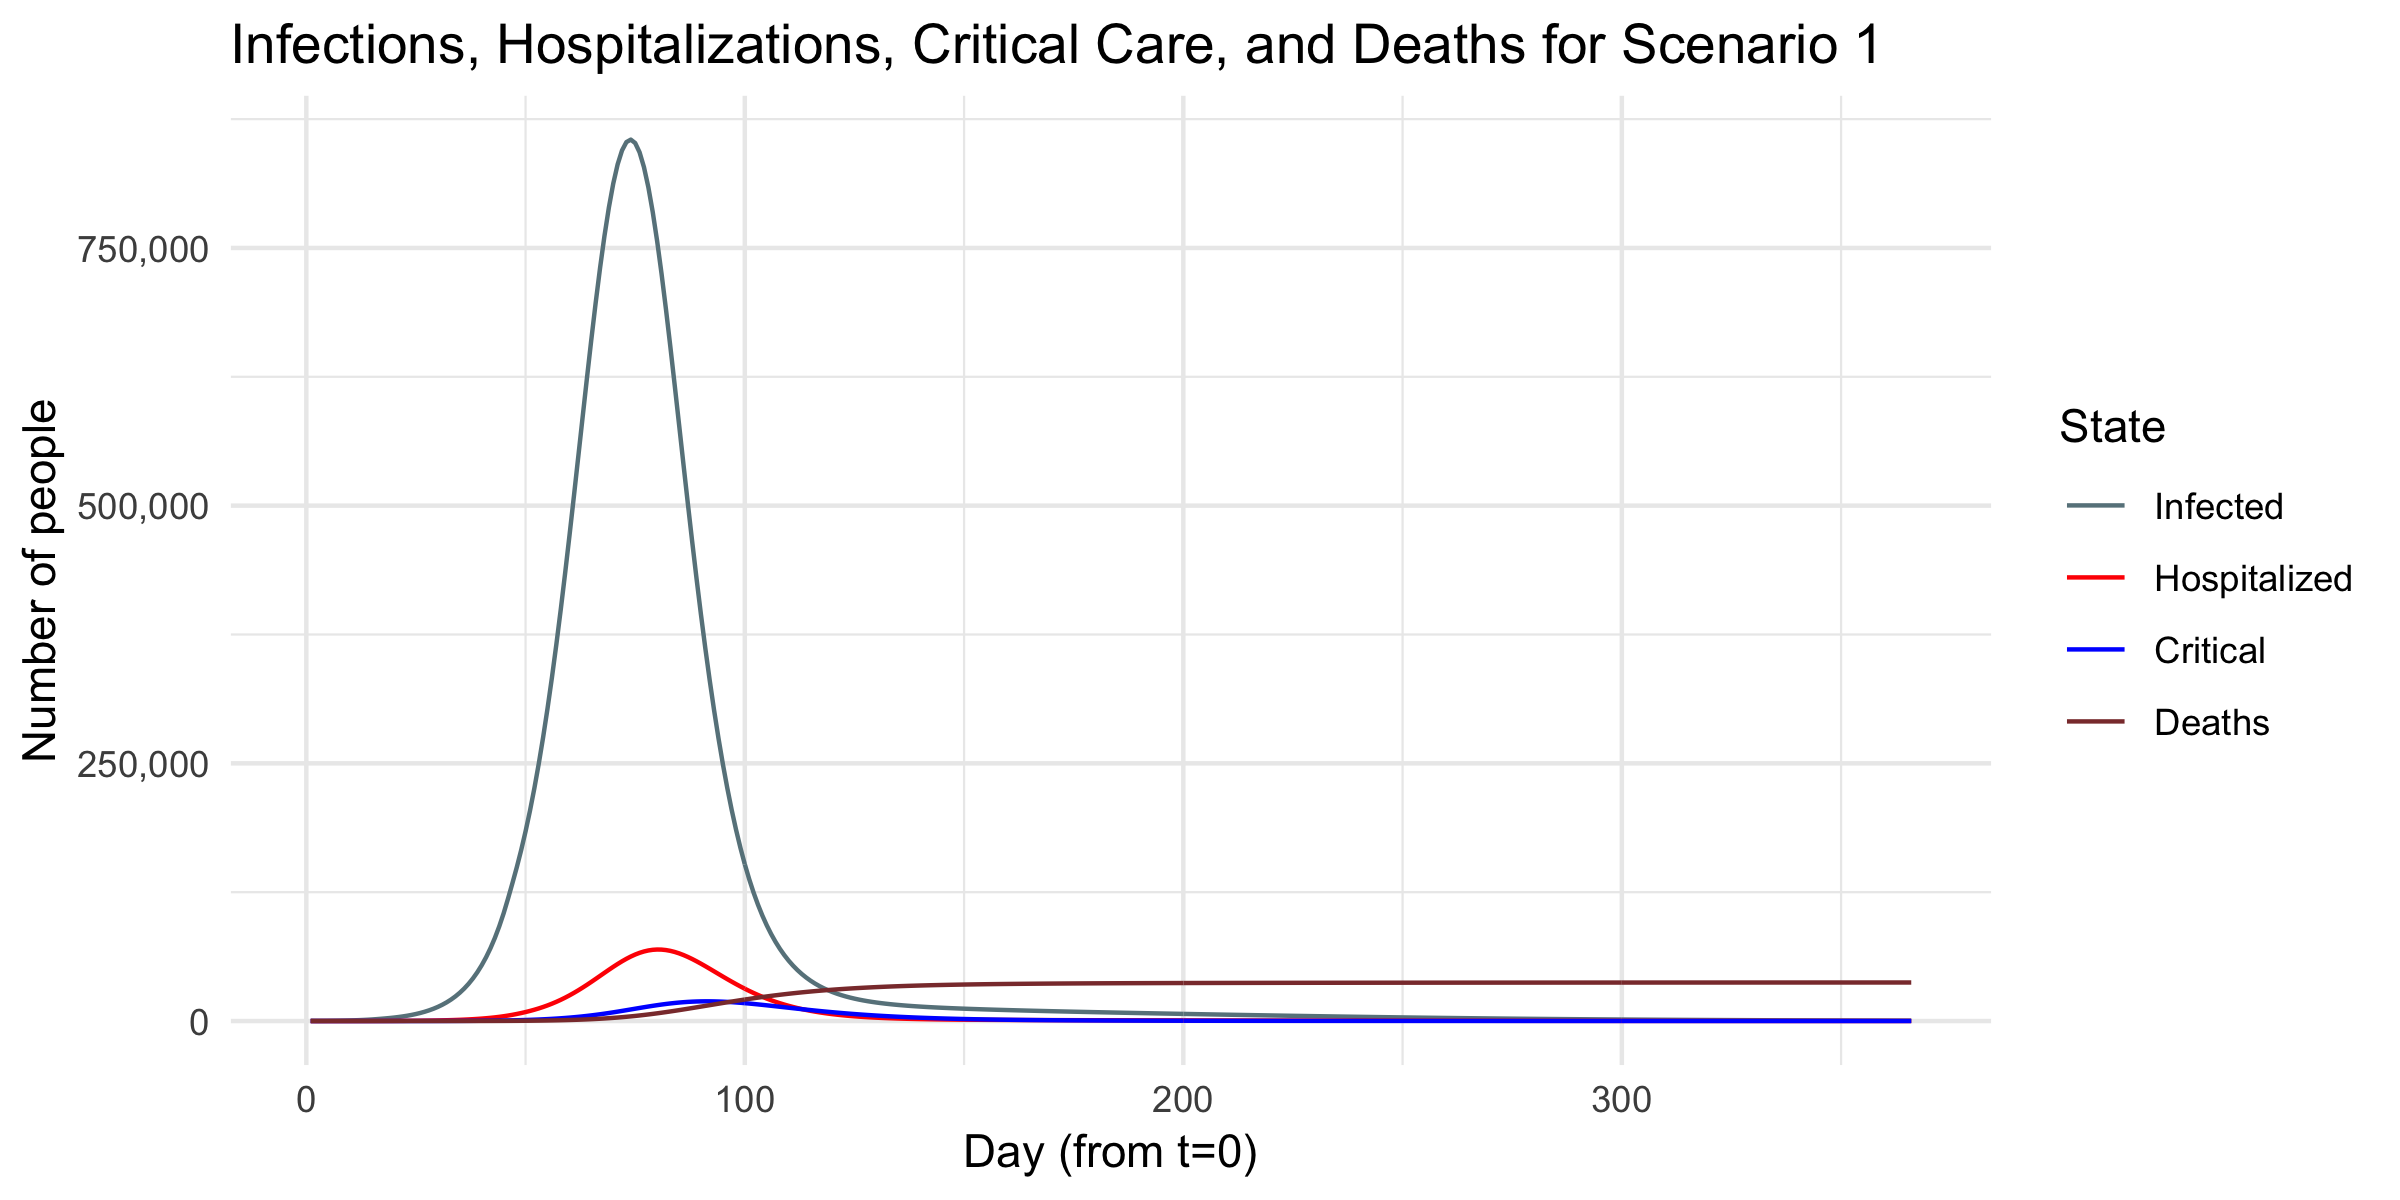 Infections, Hospitalizations, Critical Care, and Deaths for Scenario 1
Number of people
750,000
500,000
250,000
0
0
100
200
300
Day (from t=0)
State
Infected
Hospitalized
Critical
Deaths